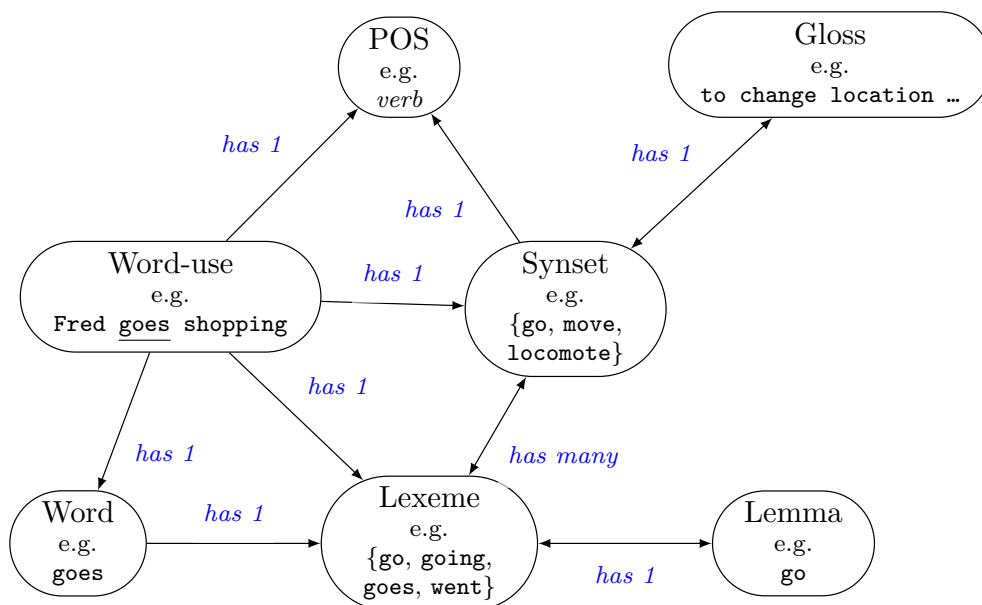 POS
e.g.
verb
Gloss
e.g.
to change location …
has 1
has 1
has 1
Word-use
e.g.
Fred goes shopping
has 1
Synset
e.g.
{go, move,
locomote}
has 1
has 1
has many
Word
e.g.
goes
has 1
Lexeme
e.g.
{go, going,
goes, went}
has 1
Lemma
e.g.
go